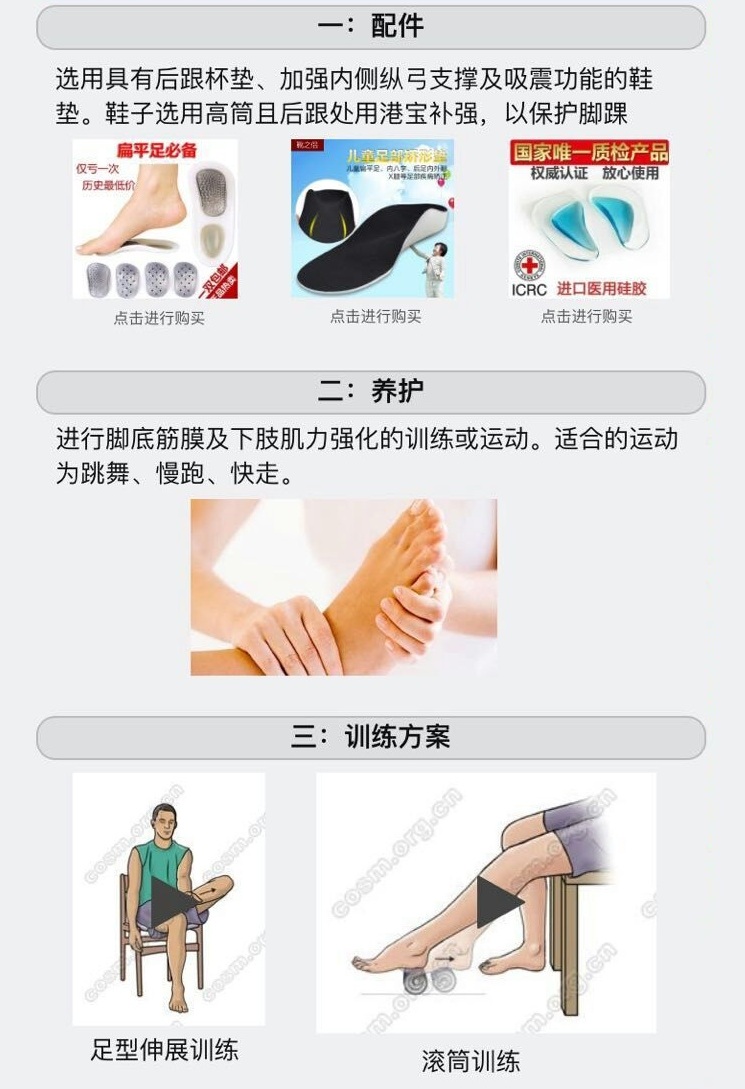 一：配件
选用具有后跟杯垫、加强内侧纵弓支撑及吸震功能的鞋
垫。鞋子选用高筒且后跟处用港宝补强，以保护脚踝
扁平足必备
仅亏一次
历史最低价
靴之侣
儿童足部矫形垫
国家唯一质检产品
权威认证 放心使用
ICRC 进口医用硅胶
点击进行购买
点击进行购买
点击进行购买
二：养护
进行脚底筋膜及下肢肌力强化的训练或运动。适合的运动
为跳舞、慢跑、快走。
三：训练方案
cosm.org.cn
cosm.org.cn
足型伸展训练
滚筒训练